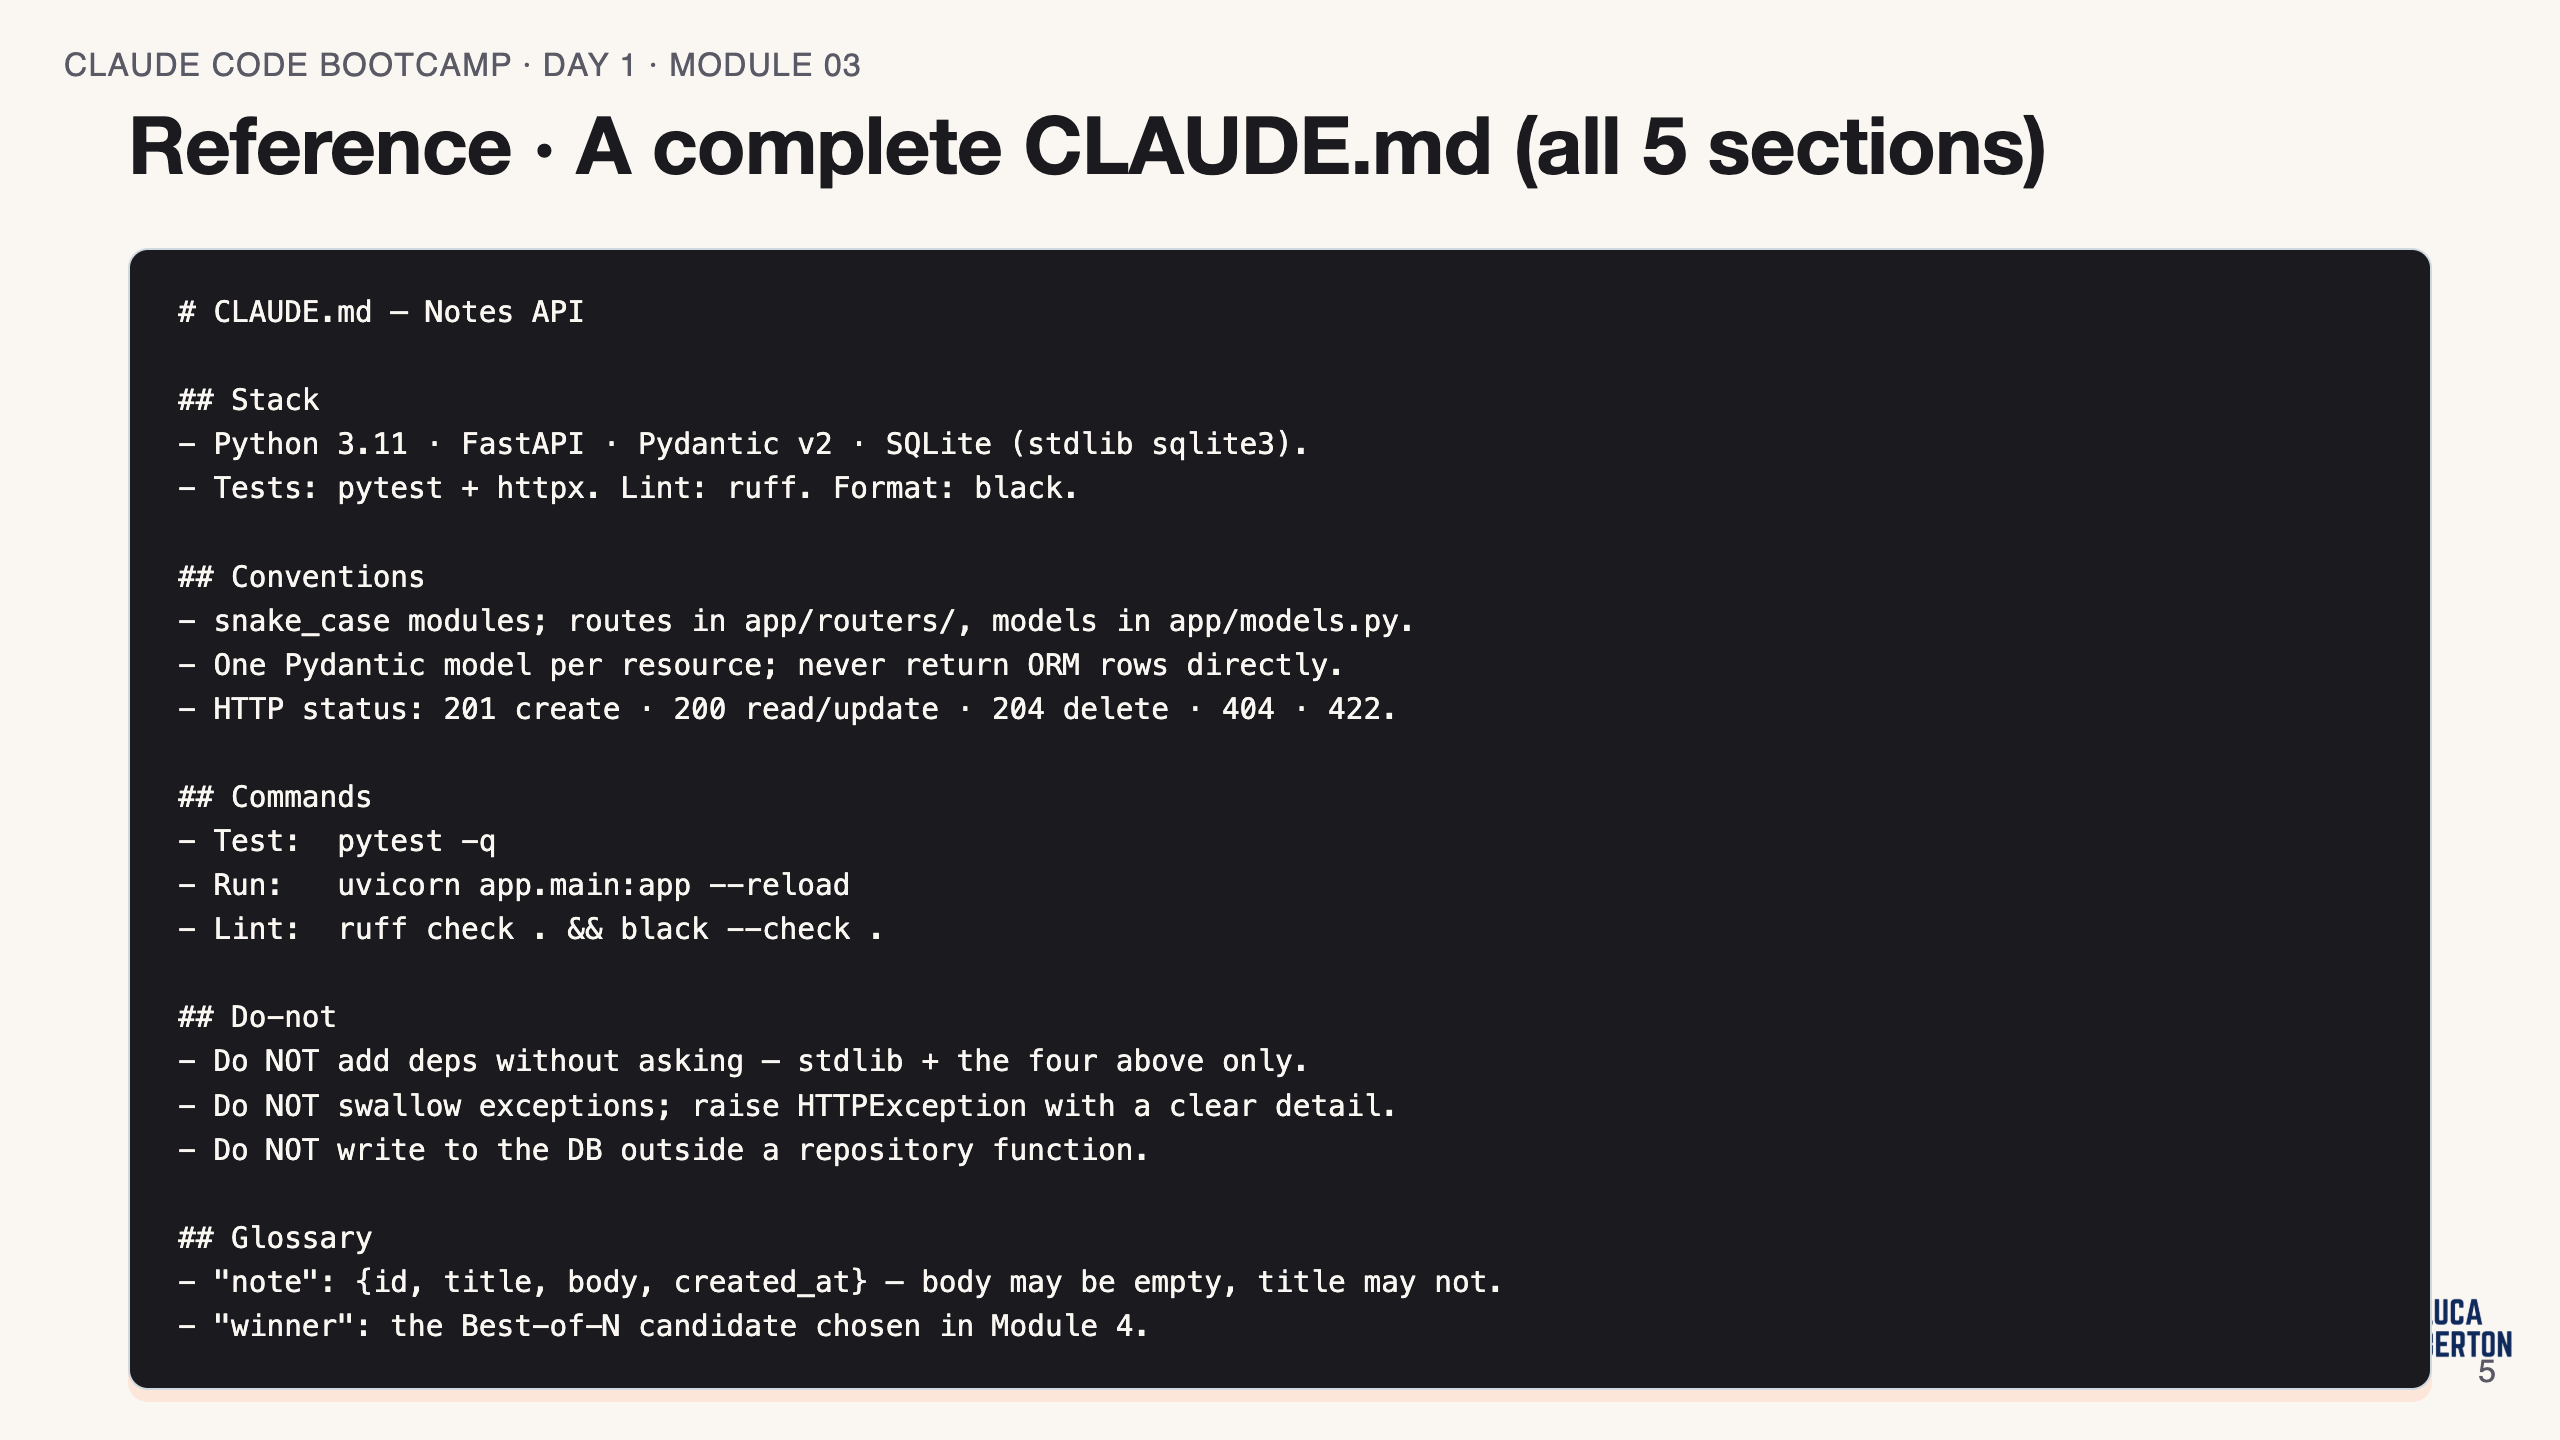 CLAUDE CODE BOOTCAMP · DAY 1 · MODULE 03
Reference · A complete CLAUDE.md (all 5 sections)
# CLAUDE.md — Notes API
## Stack
- Python 3.11 · FastAPI · Pydantic v2 · SQLite (stdlib sqlite3).
- Tests: pytest + httpx. Lint: ruff. Format: black.
## Conventions
- snake_case modules; routes in app/routers/, models in app/models.py.
- One Pydantic model per resource; never return ORM rows directly.
- HTTP status: 201 create · 200 read/update · 204 delete · 404 · 422.
## Commands
- Test:  pytest -q
- Run:   uvicorn app.main:app --reload
- Lint:  ruff check . && black --check .
## Do-not
- Do NOT add deps without asking — stdlib + the four above only.
- Do NOT swallow exceptions; raise HTTPException with a clear detail.
- Do NOT write to the DB outside a repository function.
## Glossary
- "note": {id, title, body, created_at} — body may be empty, title may not.
- "winner": the Best-of-N candidate chosen in Module 4.
5